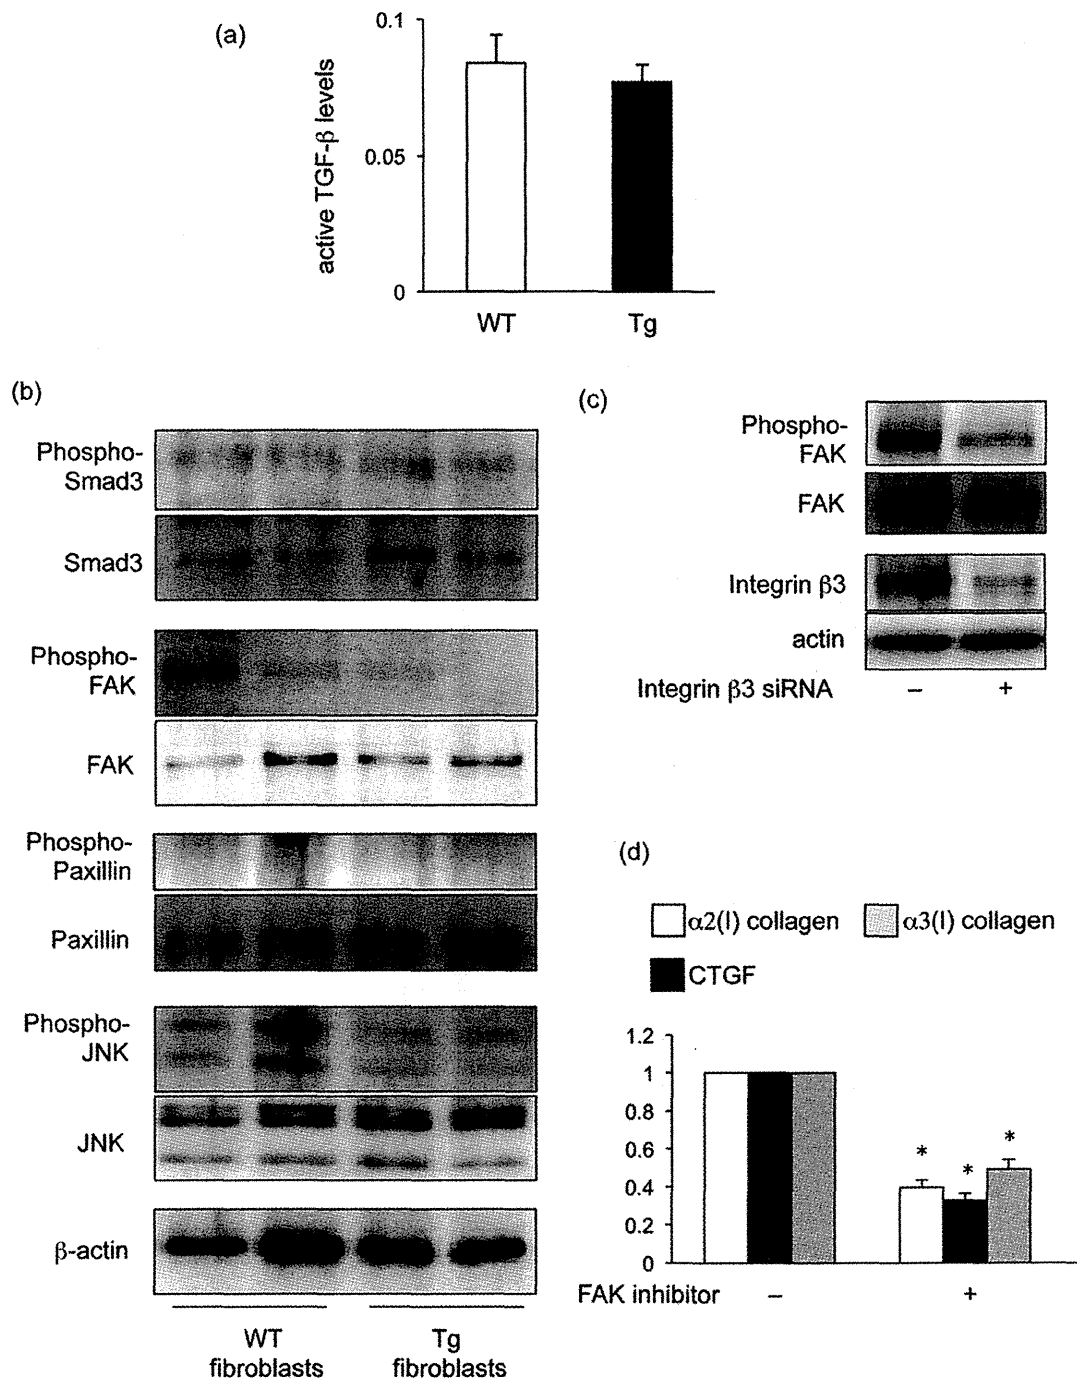 (a)
0.1
0.05
0
active TGF-β levels
WT
Tg
(b)
Phospho-
Smad3
Smad3
Phospho-
FAK
FAK
Phospho-
Paxillin
Paxillin
Phospho-
JNK
JNK
β-actin
WT
fibroblasts
Tg
fibroblasts
(c)
Phospho-
FAK
FAK
Integrin β3
actin
Integrin β3 siRNA – +
(d)
α2(I) collagen α3(I) collagen
CTGF
1.2
1
0.8
0.6
0.4
0.2
0
* * *
FAK inhibitor – +